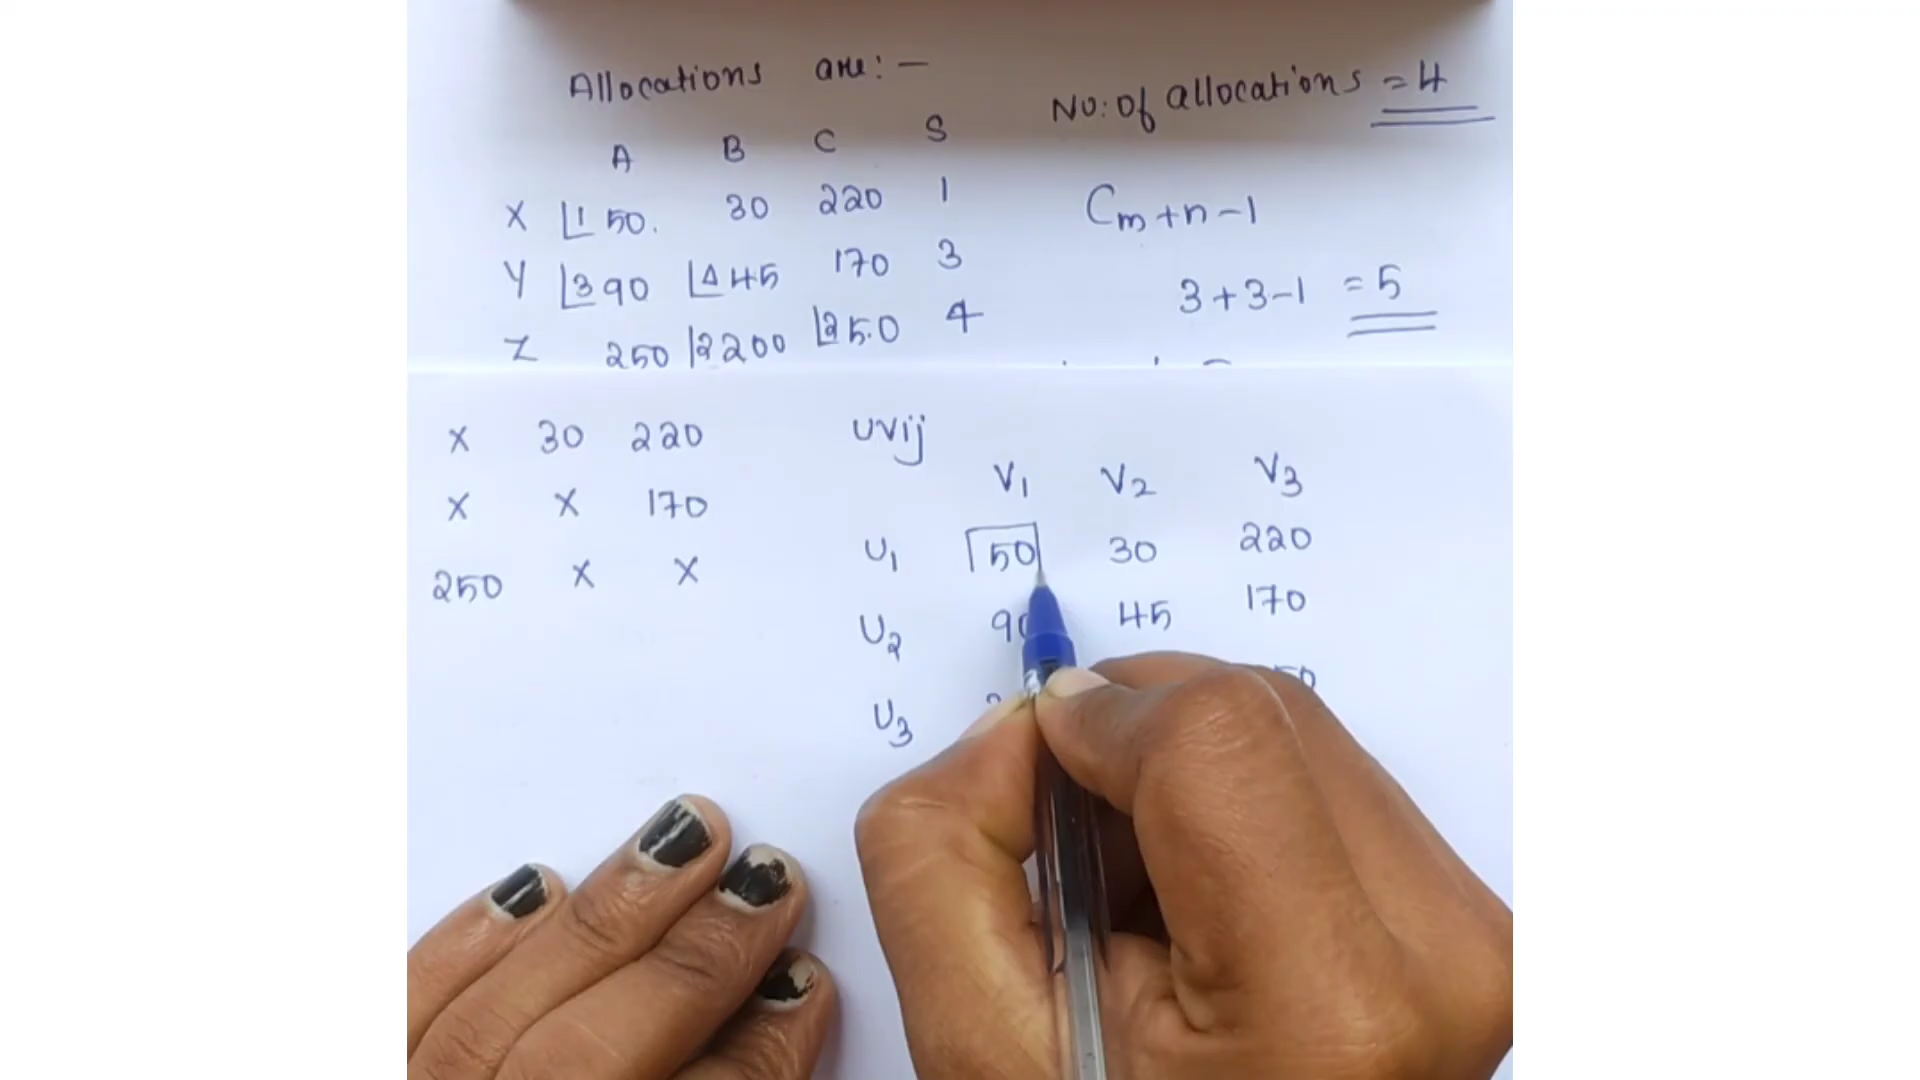 Allocations are:-
No: of allocations = 4
A B C S
X 1 50. 30 220 1
Cm+n-1
Y 3 90 45 170 3
3+3-1 = 5
Z 250 2 200 2 50 4
X 30 220
UVij
V1 V2 V3
X X 170
U1 50 30 220
250 X X
U2 90 45 170
U3